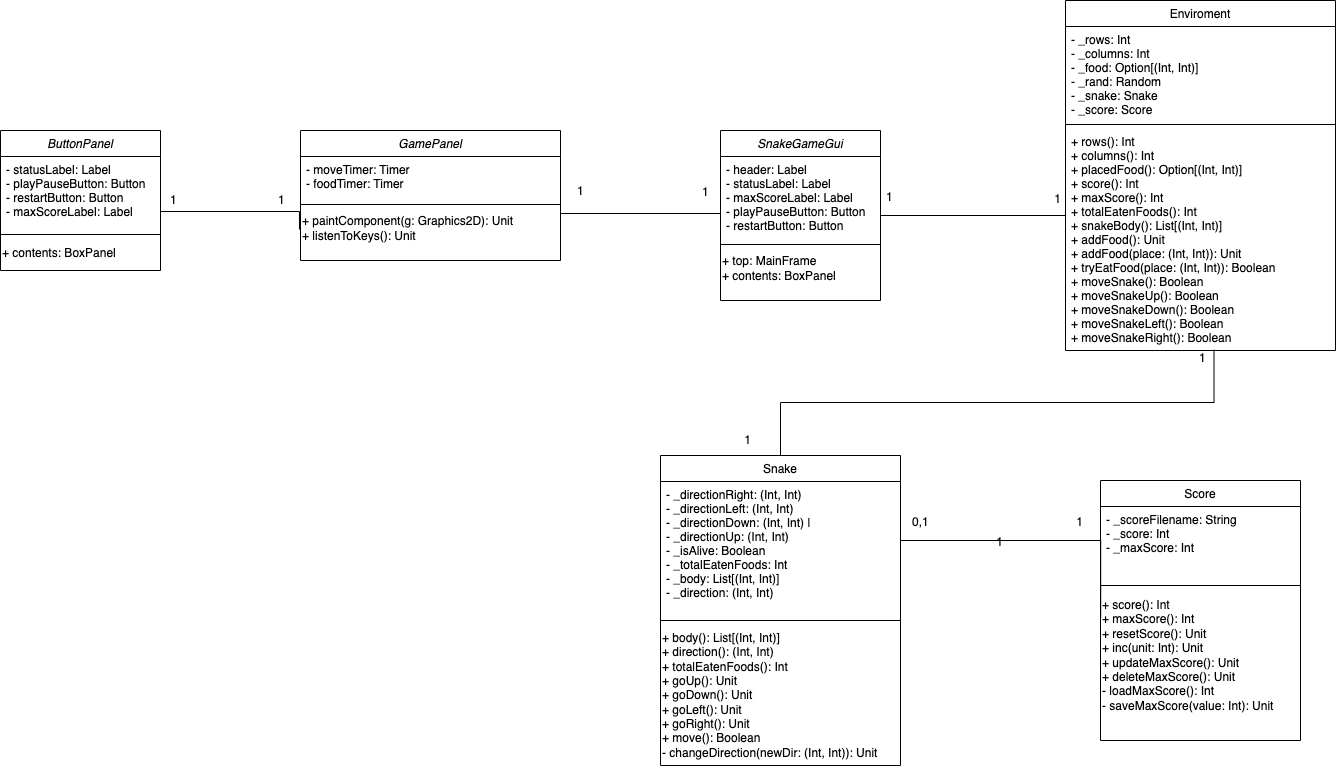 ButtonPanel
- statusLabel: Label
- playPauseButton: Button
- restartButton: Button
- maxScoreLabel: Label
+ contents: BoxPanel
1
1
GamePanel
- moveTimer: Timer
- foodTimer: Timer
+ paintComponent(g: Graphics2D): Unit
+ listenToKeys(): Unit
1
1
SnakeGameGui
- header: Label
- statusLabel: Label
- maxScoreLabel: Label
- playPauseButton: Button
- restartButton: Button
+ top: MainFrame
+ contents: BoxPanel
1
1
Enviroment
- _rows: Int
- _columns: Int
- _food: Option[(Int, Int)]
- _rand: Random
- _snake: Snake
- _score: Score
+ rows(): Int
+ columns(): Int
+ placedFood(): Option[(Int, Int)]
+ score(): Int
+ maxScore(): Int
+ totalEatenFoods(): Int
+ snakeBody(): List[(Int, Int)]
+ addFood(): Unit
+ addFood(place: (Int, Int)): Unit
+ tryEatFood(place: (Int, Int)): Boolean
+ moveSnake(): Boolean
+ moveSnakeUp(): Boolean
+ moveSnakeDown(): Boolean
+ moveSnakeLeft(): Boolean
+ moveSnakeRight(): Boolean
1
1
Snake
- _directionRight: (Int, Int)
- _directionLeft: (Int, Int)
- _directionDown: (Int, Int) |
- _directionUp: (Int, Int)
- _isAlive: Boolean
- _totalEatenFoods: Int
- _body: List[(Int, Int)]
- _direction: (Int, Int)
+ body(): List[(Int, Int)]
+ direction(): (Int, Int)
+ totalEatenFoods(): Int
+ goUp(): Unit
+ goDown(): Unit
+ goLeft(): Unit
+ goRight(): Unit
+ move(): Boolean
- changeDirection(newDir: (Int, Int)): Unit
0,1
1
1
Score
- _scoreFilename: String
- _score: Int
- _maxScore: Int
+ score(): Int
+ maxScore(): Int
+ resetScore(): Unit
+ inc(unit: Int): Unit
+ updateMaxScore(): Unit
+ deleteMaxScore(): Unit
- loadMaxScore(): Int
- saveMaxScore(value: Int): Unit